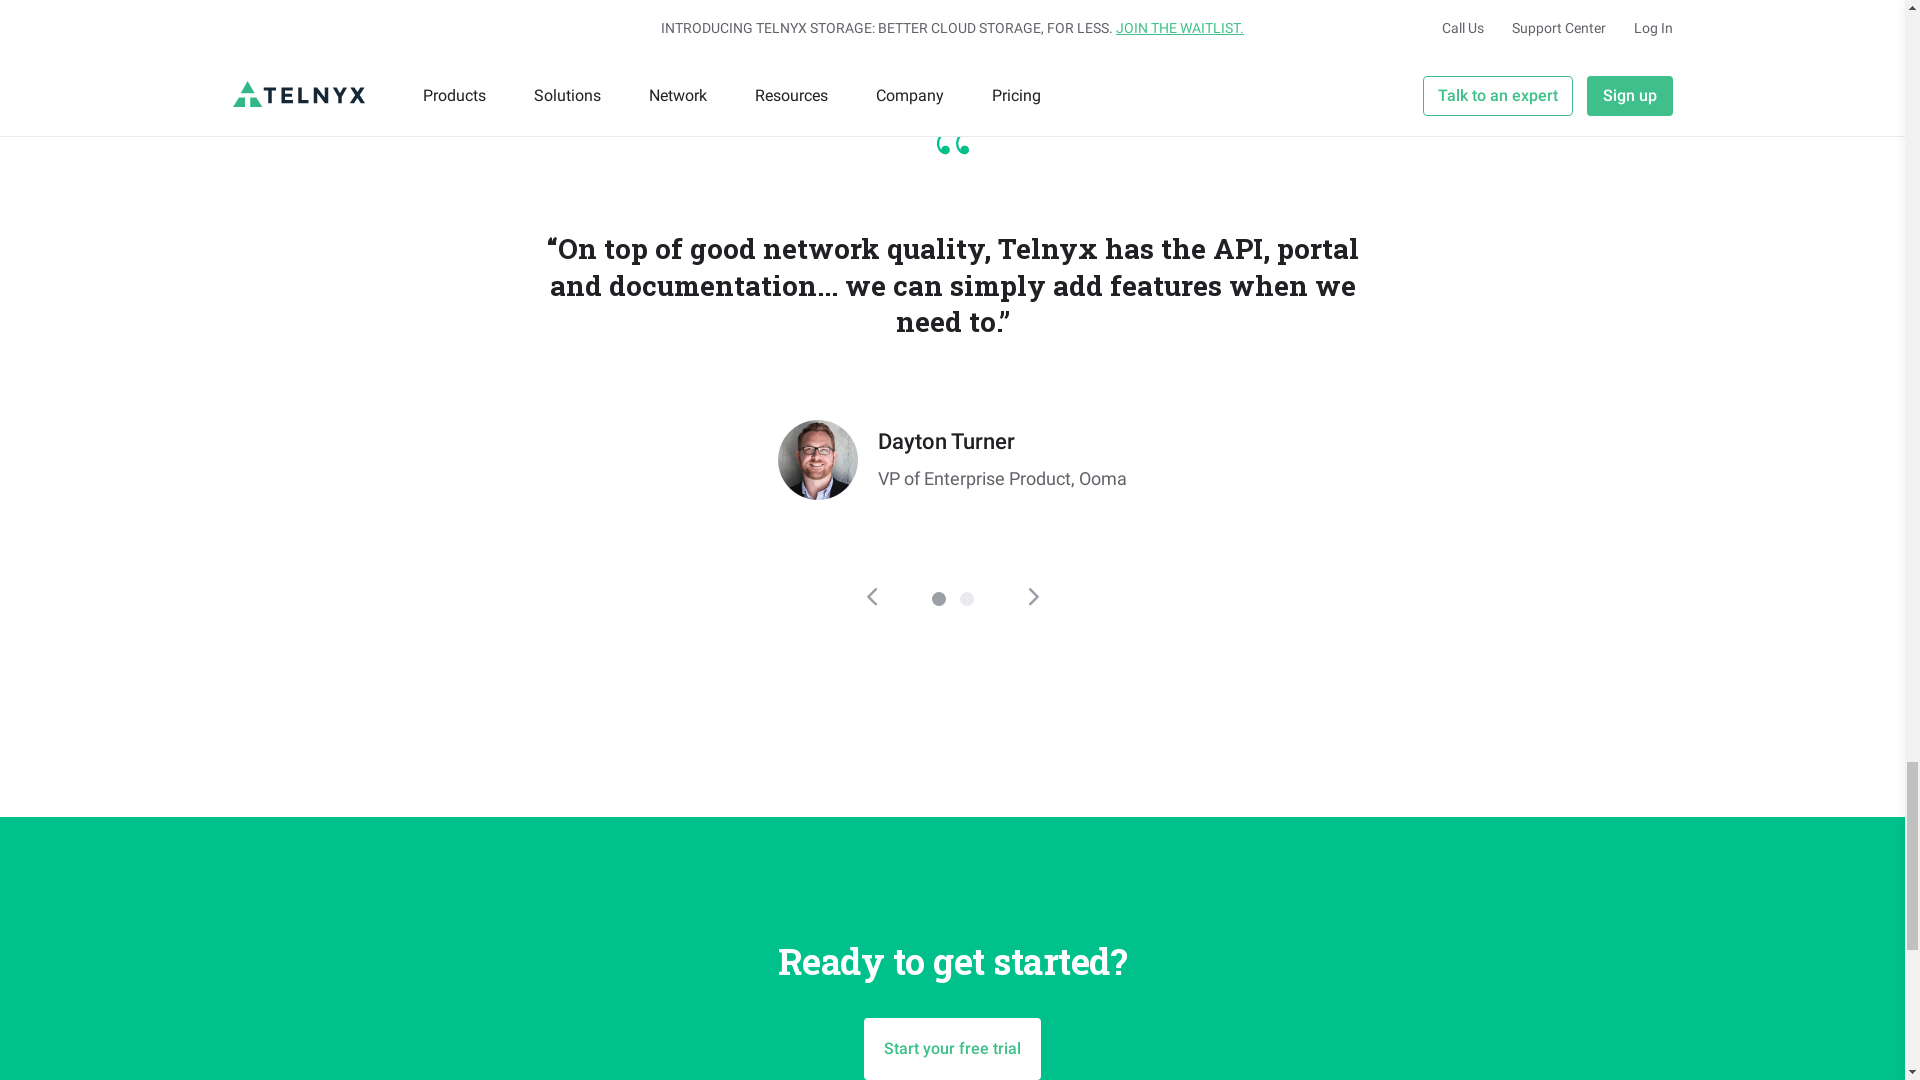 INTRODUCING TELNYX STORAGE: BETTER CLOUD STORAGE, FOR LESS. JOIN THE WAITLIST.
Call Us
Support Center
Log In
TELNYX
Products
Solutions
Network
Resources
Company
Pricing
Talk to an expert
Sign up
“
“On top of good network quality, Telnyx has the API, portal
and documentation... we can simply add features when we
need to.”
Dayton Turner
VP of Enterprise Product, Ooma
Ready to get started?
Start your free trial